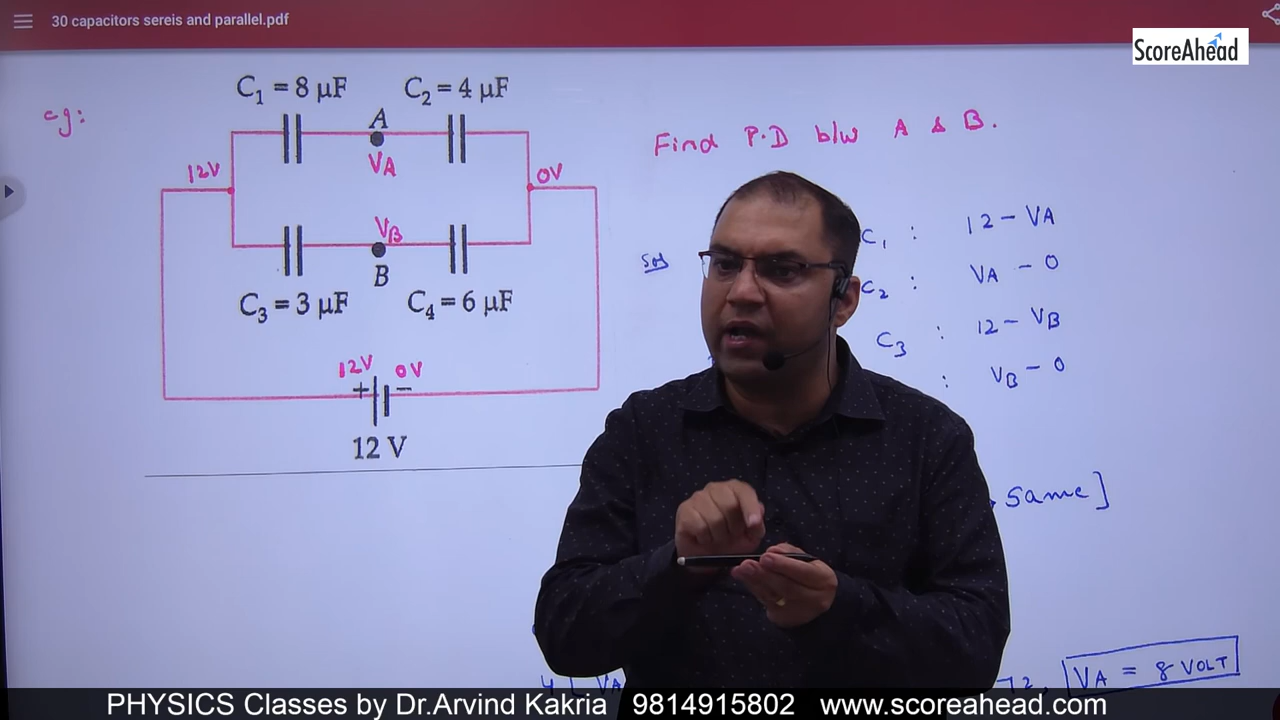 30 capacitors sereis and parallel.pdf
ScoreAhead
eg:
C₁ = 8 µF
C₂ = 4 µF
A
VA
12V
0V
VB
B
C₃ = 3 µF
C₄ = 6 µF
12V
0V
+
−
12 V
Find P.D b/w A & B.
Sol
C₁ : 12 - VA
C₂ : VA - 0
C₃ : 12 - VB
: VB - 0
Same]
VA = 8 VOLT
PHYSICS Classes by Dr.Arvind Kakria 9814915802 www.scoreahead.com